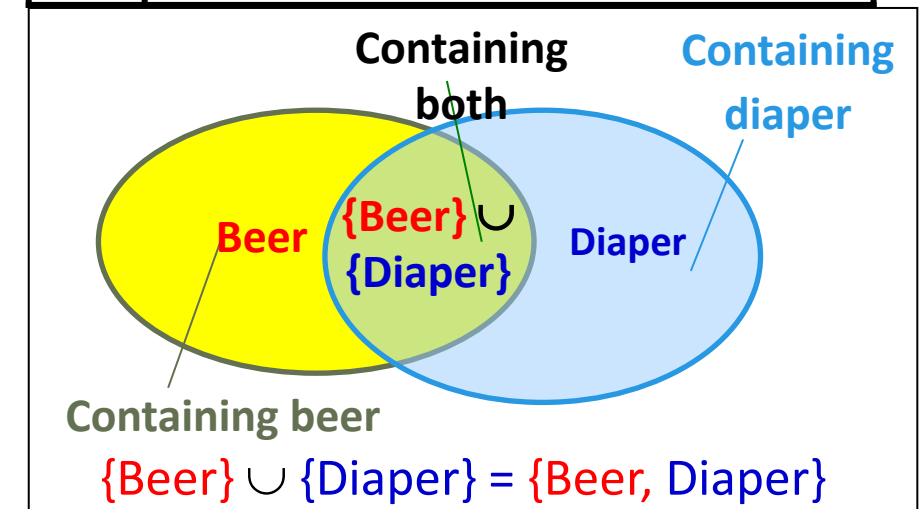 Containing
both
Containing
diaper
Beer
{Beer} ∪
{Diaper}
Diaper
Containing beer
{Beer} ∪ {Diaper} = {Beer, Diaper}